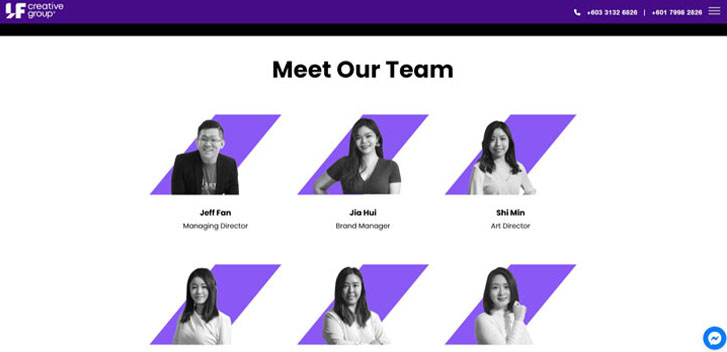 creative
group
+603 3132 6826 | +601 7998 2826
Meet Our Team
Jeff Fan
Jia Hui
Shi Min
Managing Director
Brand Manager
Art Director